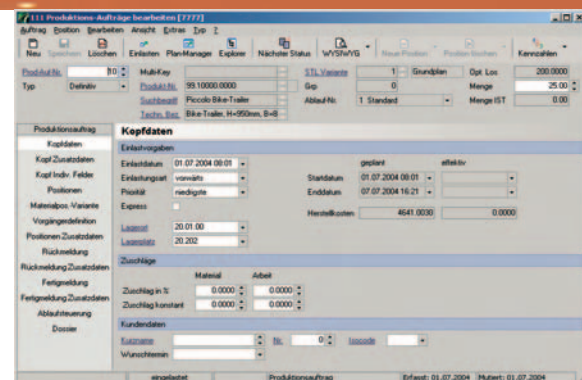 111 Produktions-Aufträge bearbeiten [7777]
Auftrag Position Bearbeiten Ansicht Extras Typ ?
Neu Speichern Löschen Einlasten Plan-Manager Explorer Nächster Status WYSIWYG Neue Position Position löschen Kennzahlen
Prod-Auf-Nr. 10 Multi-Key STL Variante 1 Grundplan Opt. Los 200.0000
Typ Definitiv Produkt-Nr. 99.10000.0000 Grp 0 Menge 25.00
Suchbegriff Piccolo Bike-Trailer Ablauf-Nr. 1 Standard Menge IST 0.00
Techn. Bez. Bike-Trailer, H=950mm, B=8
Produktionsauftrag
Kopfdaten
Kopf Zusatzdaten
Kopf Indiv. Felder
Positionen
Materialpos. Variante
Vorgängerdefinition
Positionen Zusatzdaten
Rückmeldung
Rückmeldung Zusatzdaten
Fertigmeldung
Fertigmeldung Zusatzdaten
Ablaufsteuerung
Dossier
Kopfdaten
Einlastvorgaben
Einlastdatum 01.07.2004 08:01 geplant effektiv
Einlastungsart vorwärts Startdatum 01.07.2004 08:01
Priorität niedrigste Enddatum 07.07.2004 16:21
Express
Herstellkosten 4641.0030 0.0000
Lagerort 20.01.00
Lagerplatz 20.202
Zuschläge
Material Arbeit
Zuschlag in % 0.0000 0.0000
Zuschlag konstant 0.0000 0.0000
Kundendaten
Kurzname Nr. 0 Isocode
Wunschtermin
eingelastet Produktionsauftrag Erfasst: 01.07.2004 Mutiert: 01.07.2004